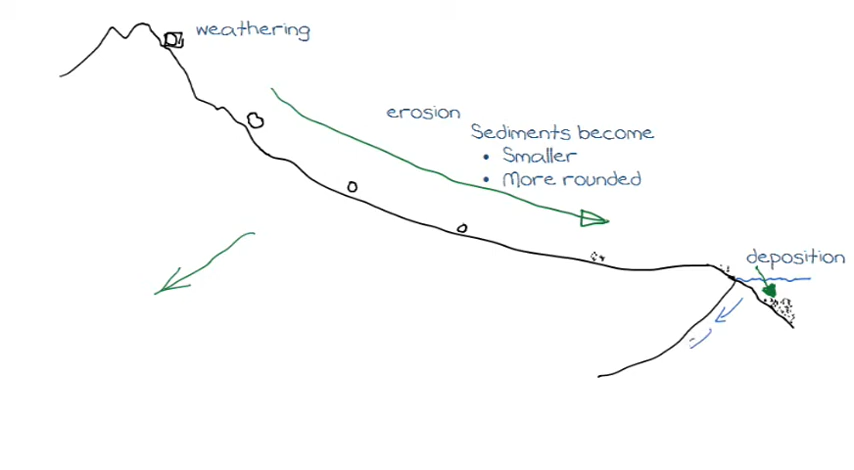 weathering
erosion
Sediments become
• Smaller
• More rounded
deposition